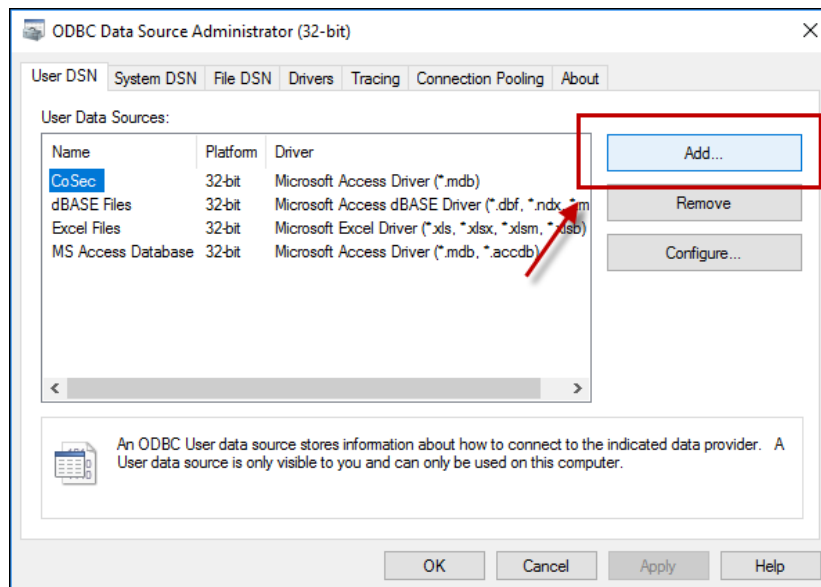 ODBC Data Source Administrator (32-bit)
User DSN System DSN File DSN Drivers Tracing Connection Pooling About
User Data Sources:
Name Platform Driver
CoSec 32-bit Microsoft Access Driver (*.mdb)
dBASE Files 32-bit Microsoft Access dBASE Driver (*.dbf, *.ndx, *.m
Excel Files 32-bit Microsoft Excel Driver (*.xls, *.xlsx, *.xlsm, *.xlsb)
MS Access Database 32-bit Microsoft Access Driver (*.mdb, *.accdb)
Add...
Remove
Configure...
An ODBC User data source stores information about how to connect to the indicated data provider. A
User data source is only visible to you and can only be used on this computer.
OK Cancel Apply Help